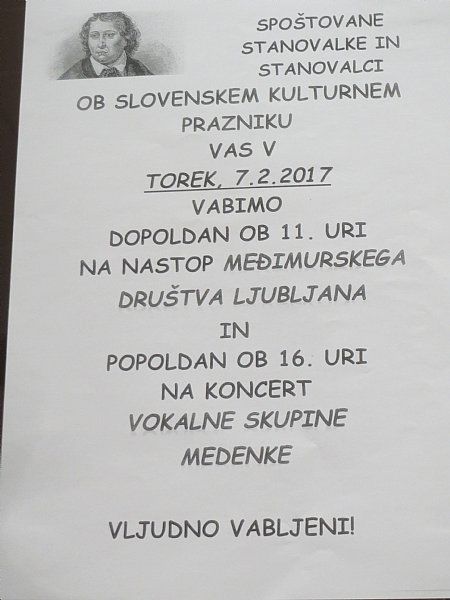 SPOŠTOVANE
STANOVALKE IN
STANOVALCI
OB SLOVENSKEM KULTURNEM
PRAZNIKU
VAS V
TOREK, 7.2.2017
VABIMO
DOPOLDAN OB 11. URI
NA NASTOP MEĐIMURSKEGA
DRUŠTVA LJUBLJANA
IN
POPOLDAN OB 16. URI
NA KONCERT
VOKALNE SKUPINE
MEDENKE
VLJUDNO VABLJENI!